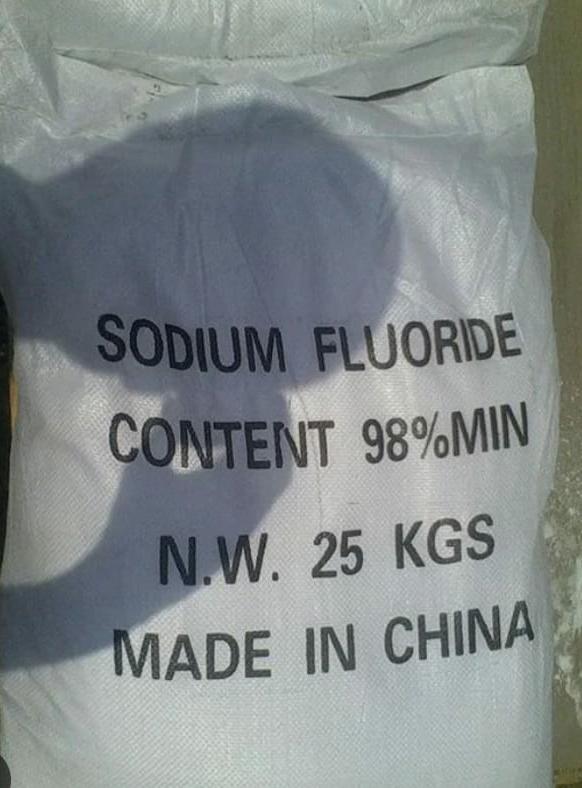 SODIUM FLUORIDE
CONTENT 98%MIN
N.W. 25 KGS
MADE IN CHINA